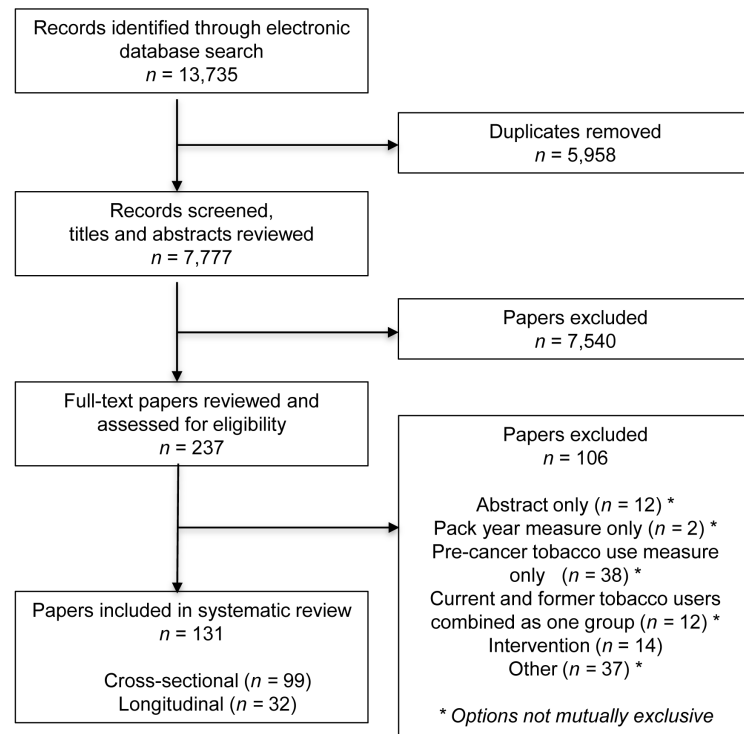 Records identified through electronic
database search
n = 13,735
Duplicates removed
n = 5,958
Records screened,
titles and abstracts reviewed
n = 7,777
Papers excluded
n = 7,540
Full-text papers reviewed and
assessed for eligibility
n = 237
Papers excluded
n = 106
Abstract only (n = 12) *
Pack year measure only (n = 2) *
Pre-cancer tobacco use measure
only (n = 38) *
Current and former tobacco users
combined as one group (n = 12) *
Intervention (n = 14)
Other (n = 37) *
* Options not mutually exclusive
Papers included in systematic review
n = 131
Cross-sectional (n = 99)
Longitudinal (n = 32)